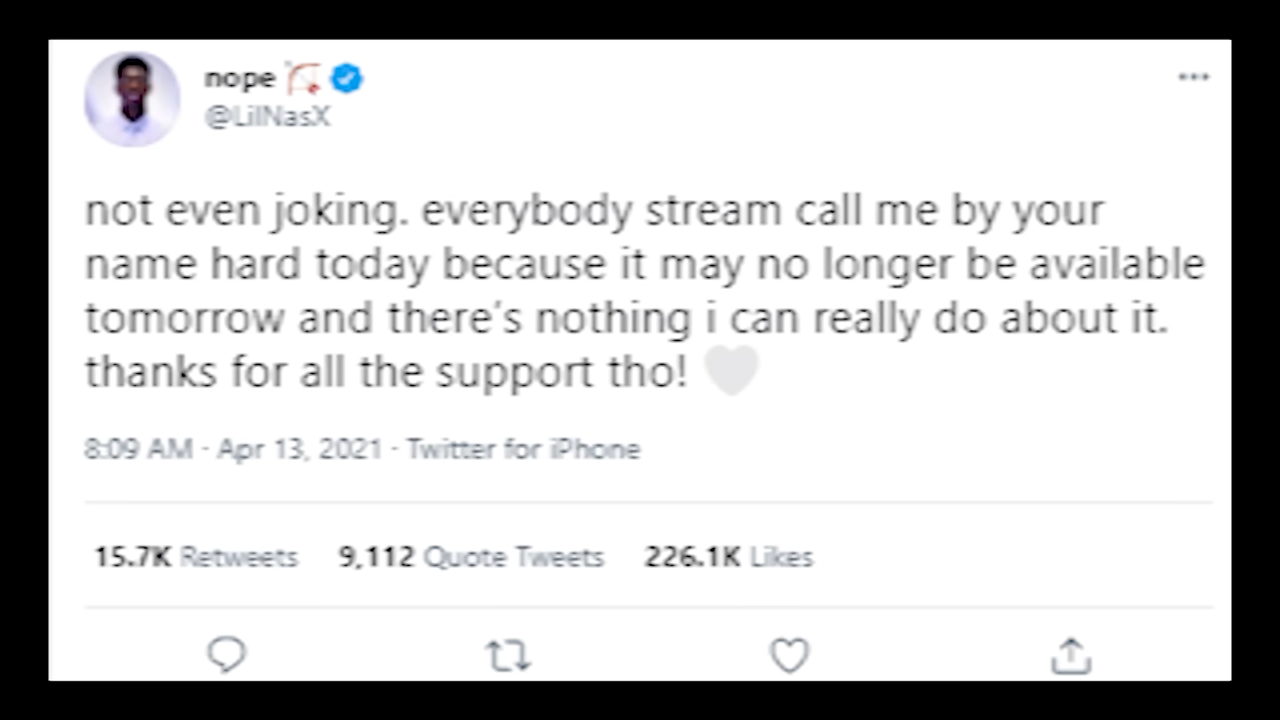 nope 🏹
@LilNasX
not even joking. everybody stream call me by your
name hard today because it may no longer be available
tomorrow and there's nothing i can really do about it.
thanks for all the support tho! 🤍
8:09 AM · Apr 13, 2021 · Twitter for iPhone
15.7K Retweets 9,112 Quote Tweets 226.1K Likes